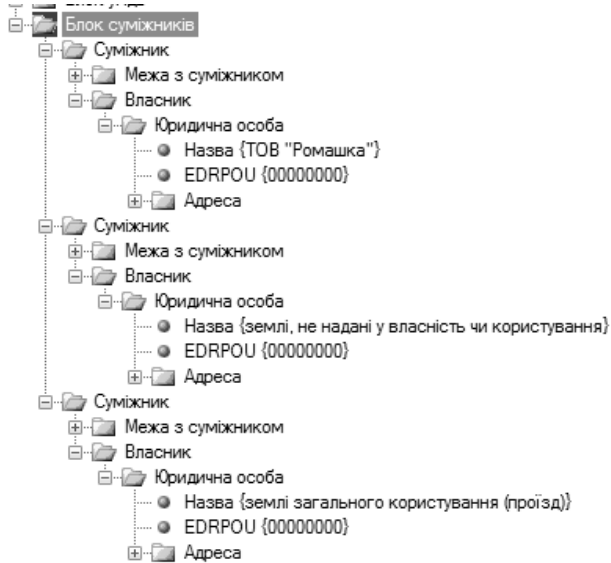 Блок суміжників
Суміжник
Межа з суміжником
Власник
Юридична особа
Назва {ТОВ "Ромашка"}
EDRPOU {00000000}
Адреса
Суміжник
Межа з суміжником
Власник
Юридична особа
Назва {землі, не надані у власність чи користування}
EDRPOU {00000000}
Адреса
Суміжник
Межа з суміжником
Власник
Юридична особа
Назва {землі загального користування (проїзд)}
EDRPOU {00000000}
Адреса